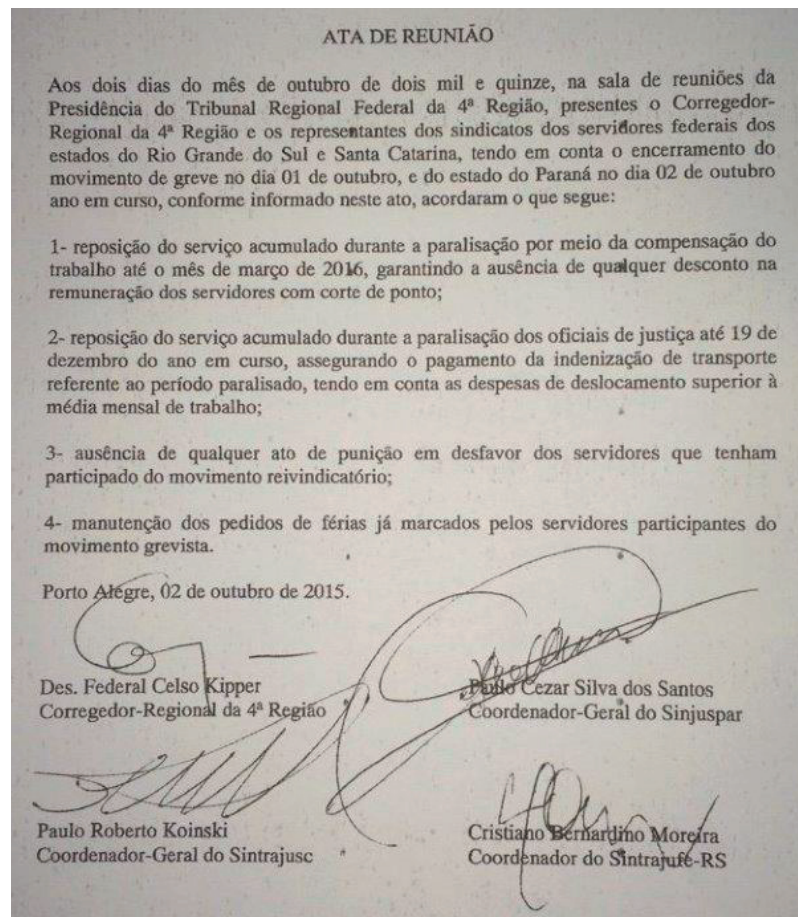 ATA DE REUNIÃO
Aos dois dias do mês de outubro de dois mil e quinze, na sala de reuniões da
Presidência do Tribunal Regional Federal da 4ª Região, presentes o Corregedor-
Regional da 4ª Região e os representantes dos sindicatos dos servidores federais dos
estados do Rio Grande do Sul e Santa Catarina, tendo em conta o encerramento do
movimento de greve no dia 01 de outubro, e do estado do Paraná no dia 02 de outubro
ano em curso, conforme informado neste ato, acordaram o que segue:
1- reposição do serviço acumulado durante a paralisação por meio da compensação do
trabalho até o mês de março de 2016, garantindo a ausência de qualquer desconto na
remuneração dos servidores com corte de ponto;
2- reposição do serviço acumulado durante a paralisação dos oficiais de justiça até 19 de
dezembro do ano em curso, assegurando o pagamento da indenização de transporte
referente ao período paralisado, tendo em conta as despesas de deslocamento superior à
média mensal de trabalho;
3- ausência de qualquer ato de punição em desfavor dos servidores que tenham
participado do movimento reivindicatório;
4- manutenção dos pedidos de férias já marcados pelos servidores participantes do
movimento grevista.
Porto Alegre, 02 de outubro de 2015.
Des. Federal Celso Kipper
Corregedor-Regional da 4ª Região
Paulo Cezar Silva dos Santos
Coordenador-Geral do Sinjuspar
Paulo Roberto Koinski
Coordenador-Geral do Sintrajusc
Cristiano Bernardino Moreira
Coordenador do Sintrajufe-RS